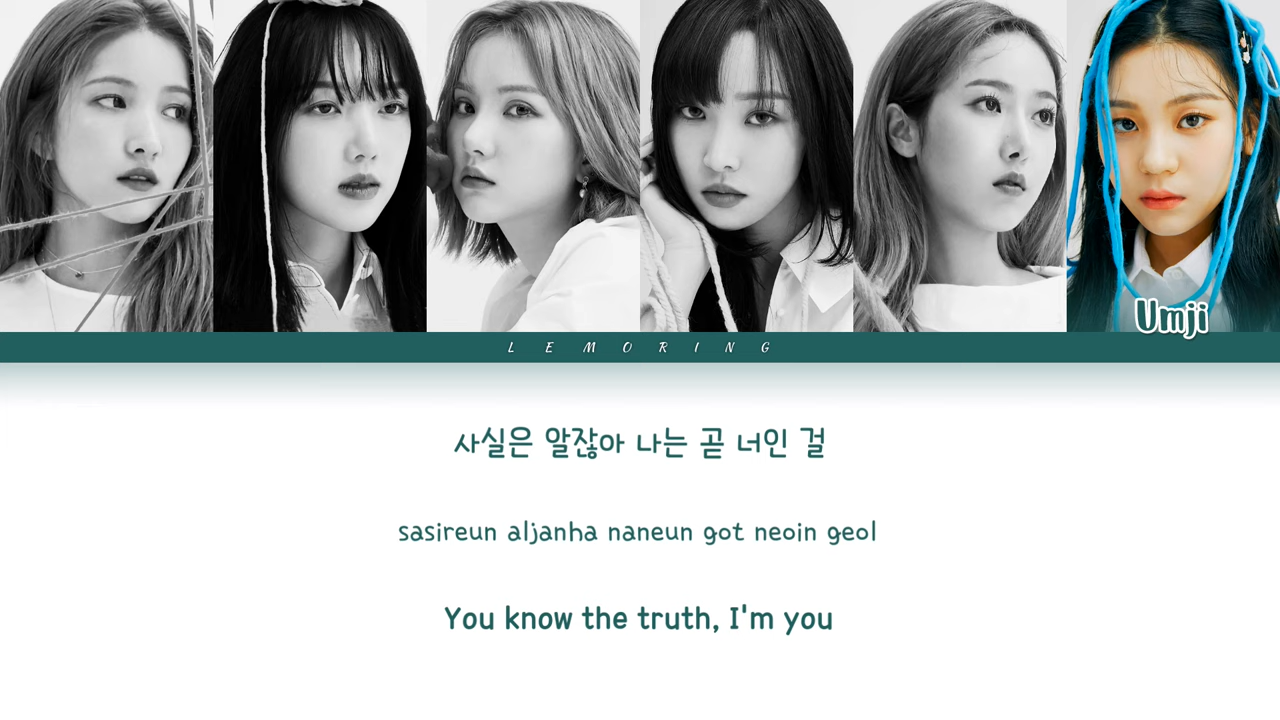 Umji
LEMORING
사실은 알잖아 나는 곧 너인 걸
sasireun aljanha naneun got neoin geol
You know the truth, I'm you